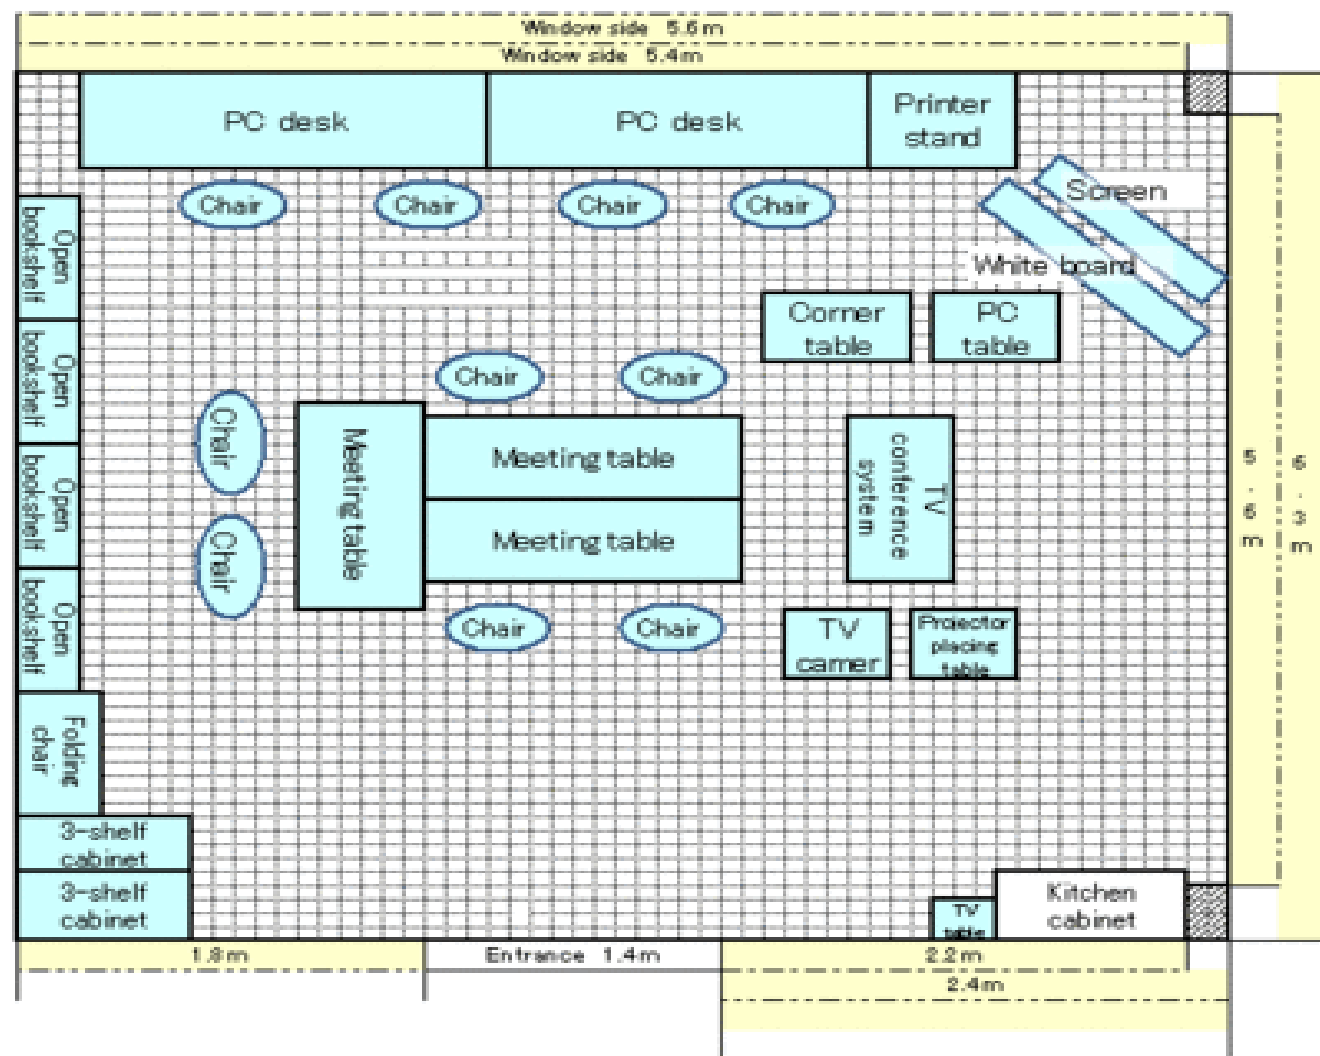 Window side 5.6m
Window side 5.4m
PC desk
PC desk
Printer
stand
Chair
Chair
Chair
Chair
Screen
White board
Open
bookshelf
Open
bookshelf
Open
bookshelf
Open
bookshelf
Corner
table
PC
table
Chair
Chair
Chair
Chair
Meeting table
Meeting table
Meeting table
TV
conference
system
5.6m
Chair
Chair
TV
camer
Projector
placing
table
Folding
chair
3-shelf
cabinet
3-shelf
cabinet
TV
table
Kitchen
cabinet
1.8m
Entrance 1.4m
2.2m
2.4m